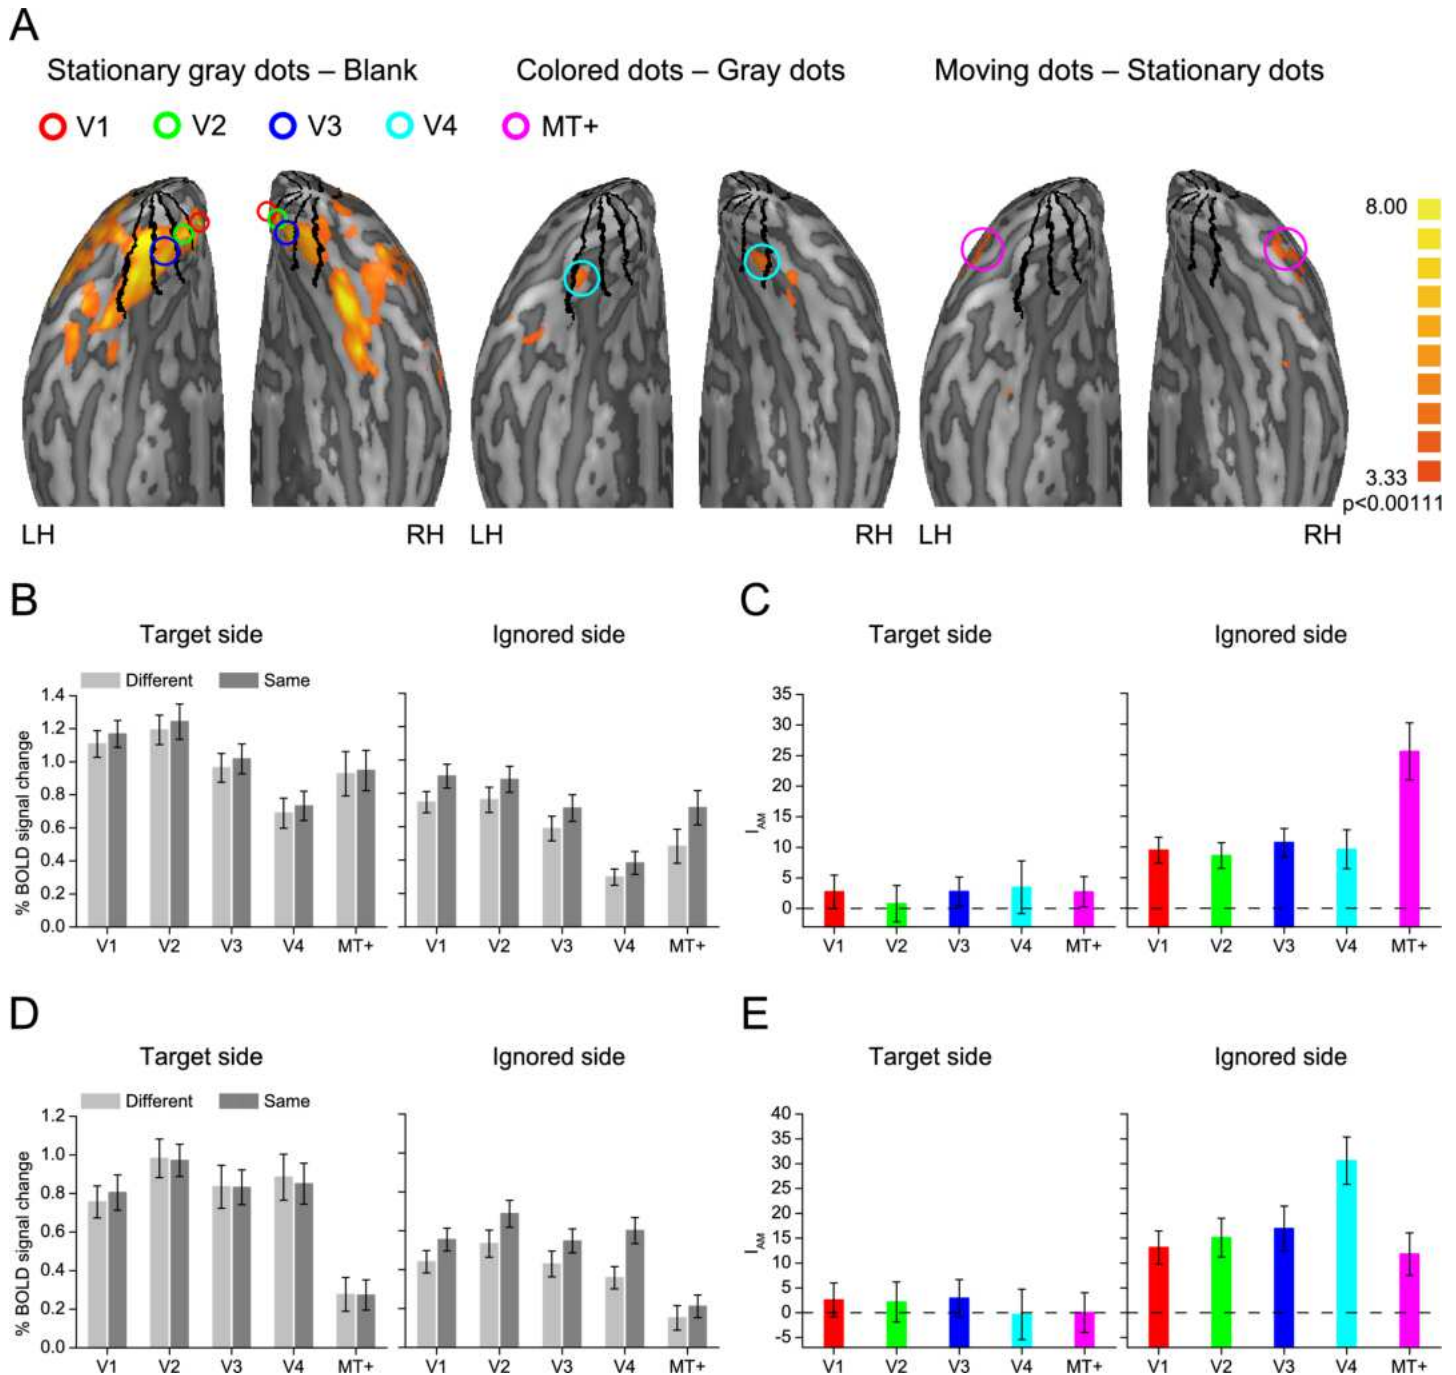 A
Stationary gray dots – Blank
Colored dots – Gray dots
Moving dots – Stationary dots
V1 V2 V3 V4 MT+
8.00
3.33
p<0.00111
LH RH LH RH LH RH
B
Target side Ignored side
Different Same
% BOLD signal change
1.4
1.2
1.0
0.8
0.6
0.4
0.2
0.0
V1 V2 V3 V4 MT+ V1 V2 V3 V4 MT+
C
Target side Ignored side
I_AM
35
30
25
20
15
10
5
0
V1 V2 V3 V4 MT+ V1 V2 V3 V4 MT+
D
Target side Ignored side
Different Same
% BOLD signal change
1.2
1.0
0.8
0.6
0.4
0.2
0.0
V1 V2 V3 V4 MT+ V1 V2 V3 V4 MT+
E
Target side Ignored side
I_AM
40
35
30
25
20
15
10
5
0
-5
V1 V2 V3 V4 MT+ V1 V2 V3 V4 MT+